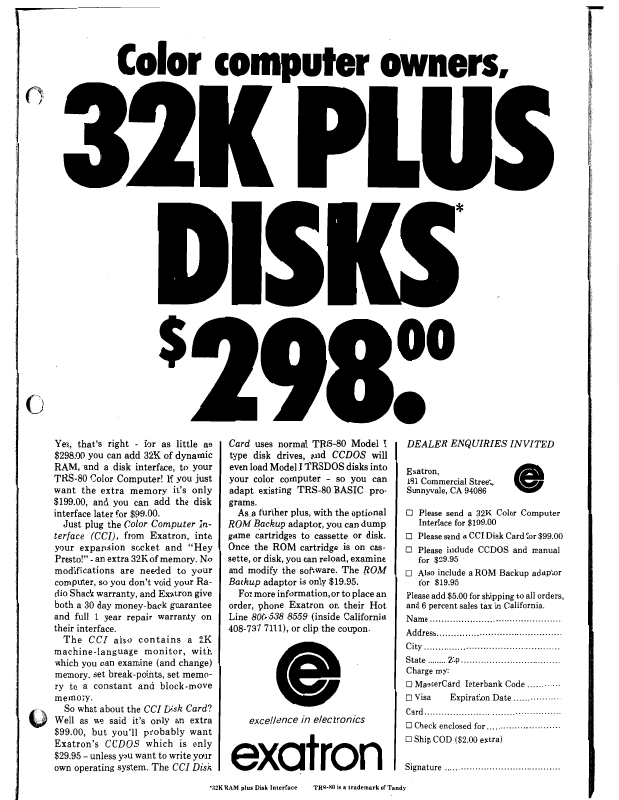 Color computer owners,
32K PLUS
DISKS*
$298.00
Yes, that's right - for as little as
$298.00 you can add 32K of dynamic
RAM, and a disk interface, to your
TRS-80 Color Computer! If you just
want the extra memory it's only
$199.00, and you can add the disk
interface later for $99.00.
Just plug the Color Computer In-
terface (CCI), from Exatron, into
your expansion socket and "Hey
Presto!" - an extra 32K of memory. No
modifications are needed to your
computer, so you don't void your Ra-
dio Shack warranty, and Exatron give
both a 30 day money-back guarantee
and full 1 year repair warranty on
their interface.
The CCI also contains a 2K
machine-language monitor, with
which you can examine (and change)
memory, set break-points, set memo-
ry to a constant and block-move
memory.
So what about the CCI Disk Card?
Well as we said it's only an extra
$99.00, but you'll probably want
Exatron's CCDOS which is only
$29.95 - unless you want to write your
own operating system. The CCI Disk
Card uses normal TRS-80 Model I
type disk drives, and CCDOS will
even load Model I TRSDOS disks into
your color computer - so you can
adapt existing TRS-80 BASIC pro-
grams.
As a further plus, with the optional
ROM Backup adaptor, you can dump
game cartridges to cassette or disk.
Once the ROM cartridge is on cas-
sette, or disk, you can reload, examine
and modify the software. The ROM
Backup adaptor is only $19.95.
For more information, or to place an
order, phone Exatron on their Hot
Line 800-538 8559 (inside California
408-737 7111), or clip the coupon.
excellence in electronics
exatron
DEALER ENQUIRIES INVITED
Exatron,
181 Commercial Street,
Sunnyvale, CA 94086
☐ Please send a 32K Color Computer
Interface for $199.00
☐ Please send a CCI Disk Card for $99.00
☐ Please include CCDOS and manual
for $29.95
☐ Also include a ROM Backup adaptor
for $19.95
Please add $5.00 for shipping to all orders,
and 6 percent sales tax in California.
Name
Address
City
State ........ Zip
Charge my:
☐ MasterCard Interbank Code
☐ Visa Expiration Date
Card
☐ Check enclosed for
☐ Ship COD ($2.00 extra)
Signature
*32K RAM plus Disk Interface TRS-80 is a trademark of Tandy